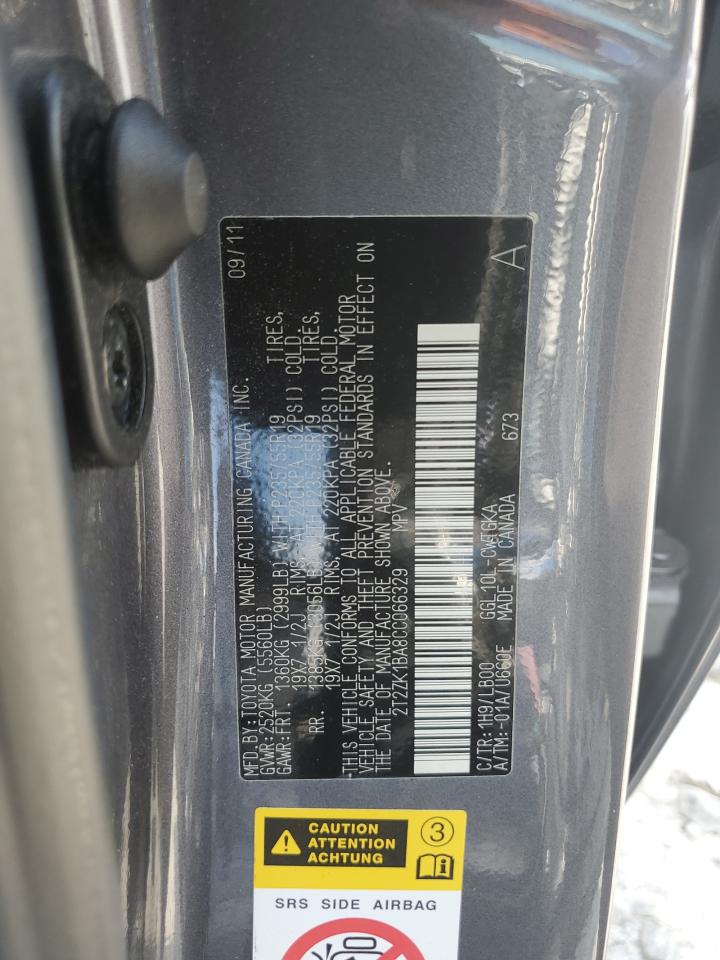 MFD.BY:TOYOTA MOTOR MANUFACTURING CANADA INC. 09/11
GVWR:2520KG (5560LB)
GAWR:FRT. 1360KG (2999LB) WITH P235/55R19 TIRES,
19X7 1/2J RIMS, AT 220KPA (32PSI) COLD.
RR. 1385KG (3056LB) WITH P235/55R19 TIRES,
19X7 1/2J RIMS, AT 220KPA (32PSI) COLD.
*THIS VEHICLE CONFORMS TO ALL APPLICABLE FEDERAL MOTOR
VEHICLE SAFETY AND THEFT PREVENTION STANDARDS IN EFFECT ON
THE DATE OF MANUFACTURE SHOWN ABOVE.
2T2ZK1BA8CC066329 MPV
C/TR: 1H9/LB00 GGL10L-CWTGKA 673
A/TM: -01A/U660E MADE IN CANADA A
CAUTION
ATTENTION
ACHTUNG
3
i
SRS SIDE AIRBAG